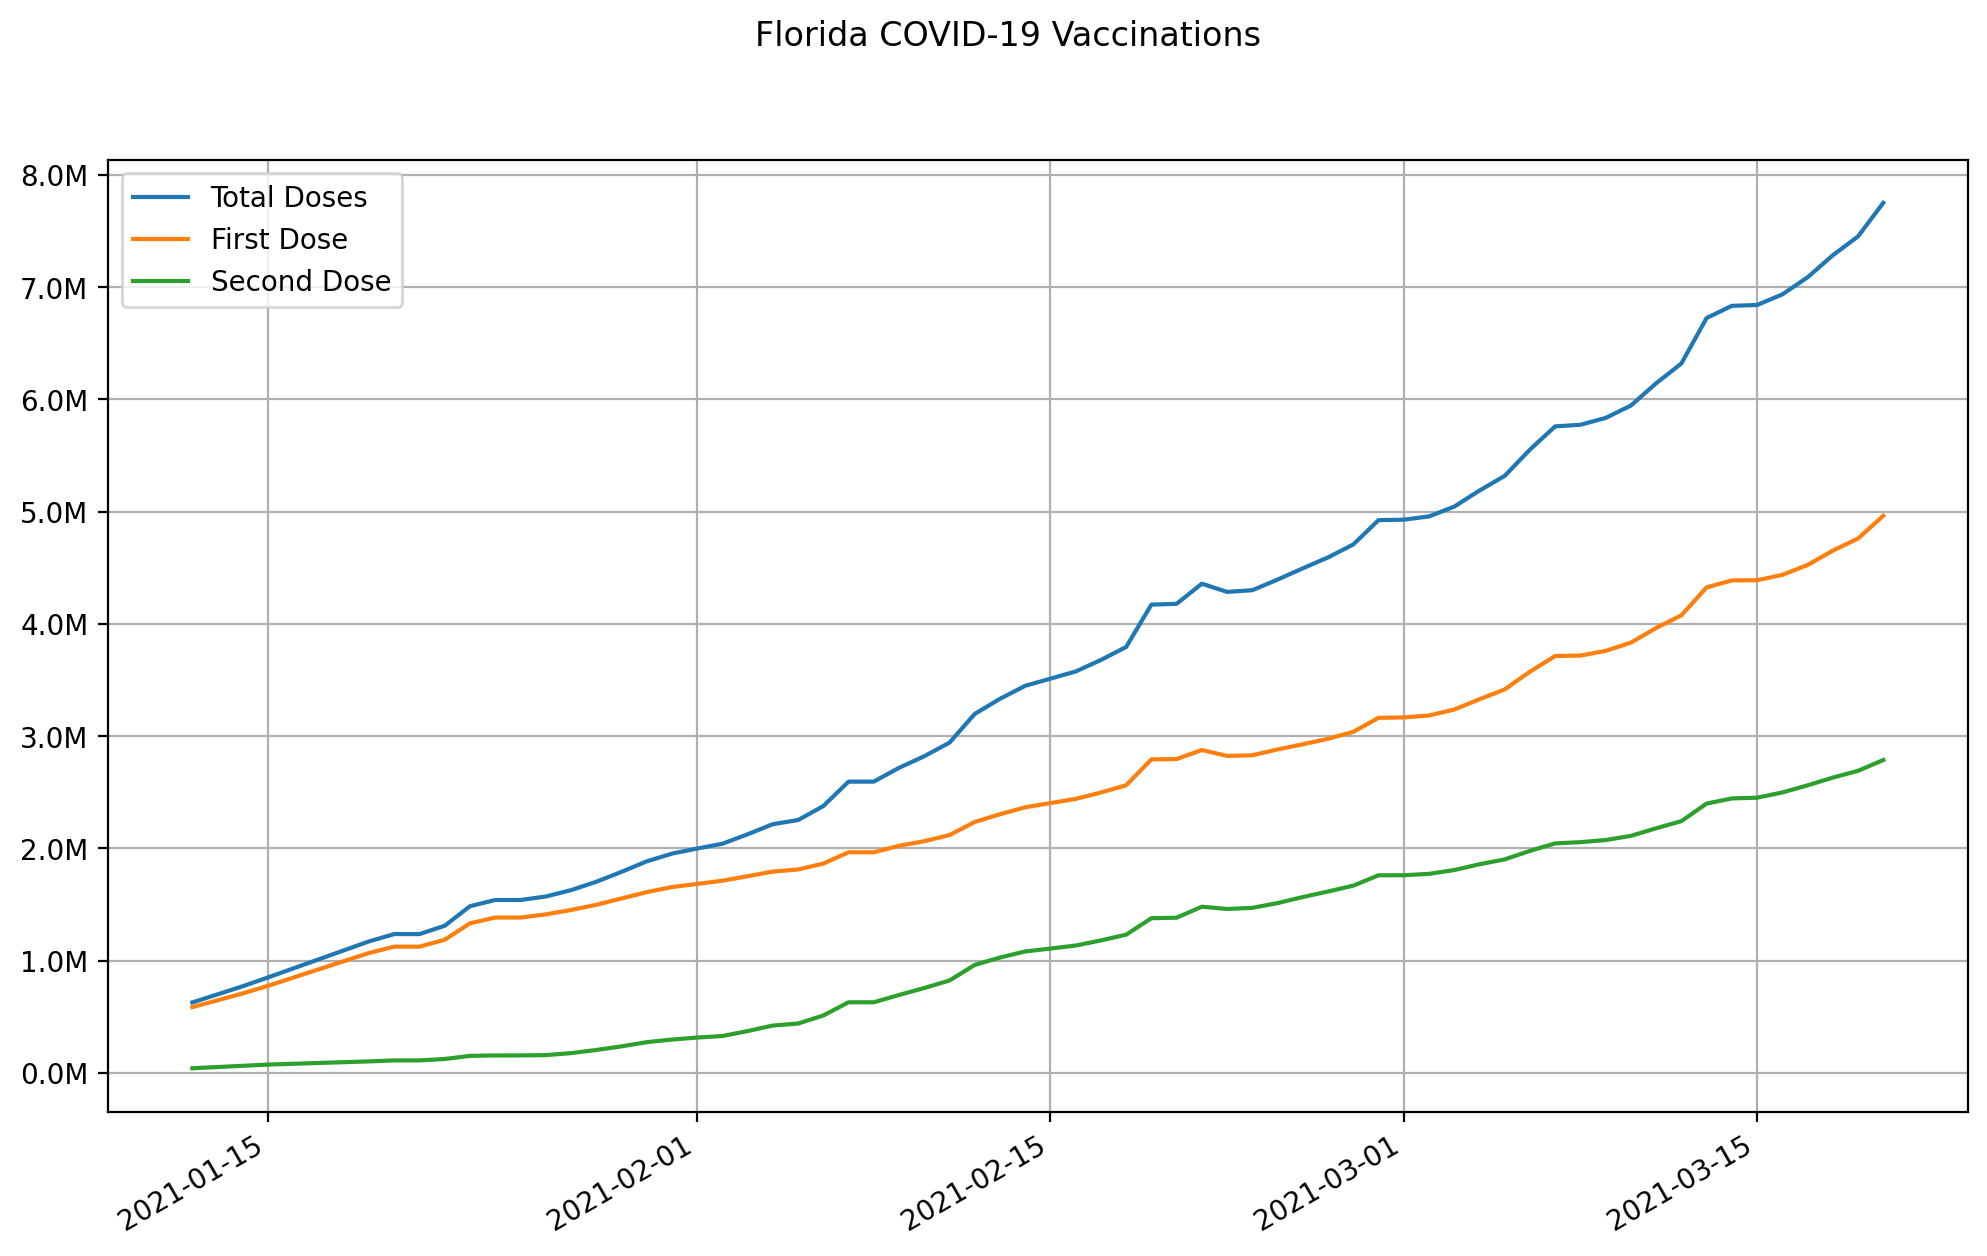 Florida COVID-19 Vaccinations
8.0M
7.0M
6.0M
5.0M
4.0M
3.0M
2.0M
1.0M
0.0M
Total Doses
First Dose
Second Dose
2021-01-15
2021-02-01
2021-02-15
2021-03-01
2021-03-15